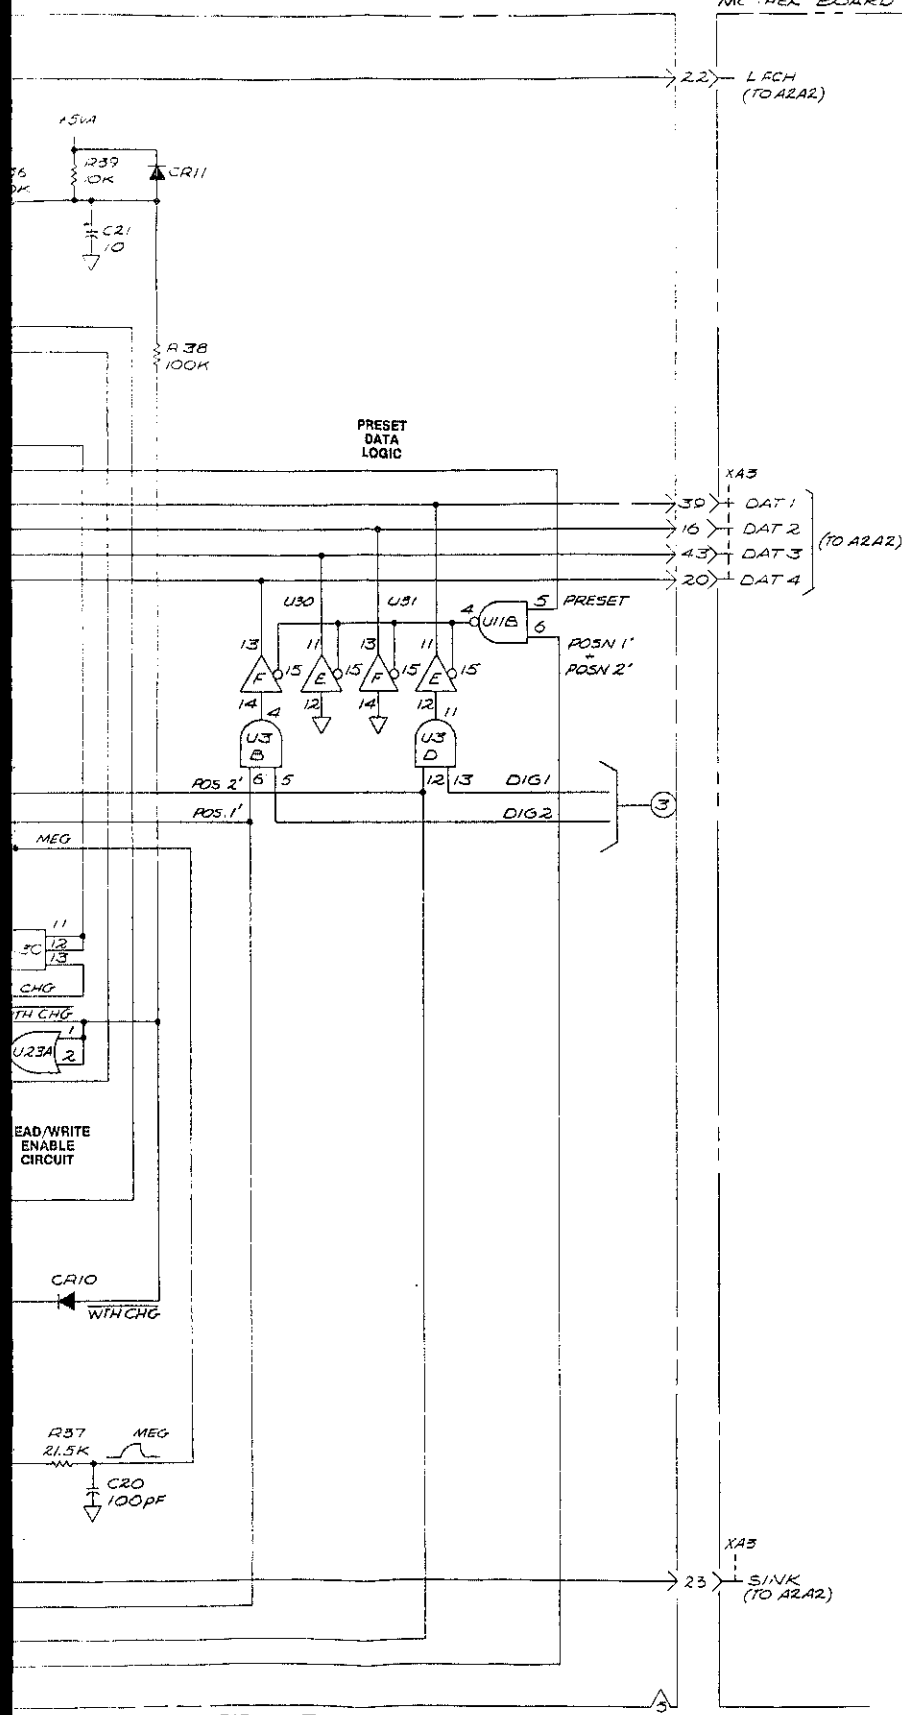 BOARD
22 LFCH
(TO A2A2)
+5VA
R39
10K
CR11
C21
10
R38
100K
PRESET
DATA
LOGIC
XA3
39 DAT 1
16 DAT 2
43 DAT 3
20 DAT 4
(TO A2A2)
U30 U31
4 U11B 5 PRESET
6
POSN 1'
+
POSN 2'
13 11 13 11
F 15 E 15 F 15 E 15
14 12 14 12
4 11
U3
B
U3
D
POS 2' 6 5 12 13 DIG1
POS. 1' DIG2
3
MEG
11
12
13
CHG
TH CHG
U23A 1
2
EAD/WRITE
ENABLE
CIRCUIT
CR10
WTH CHG
R37
21.5K
MEG
C20
100pF
XA3
23 SINK
(TO A2A2)
5